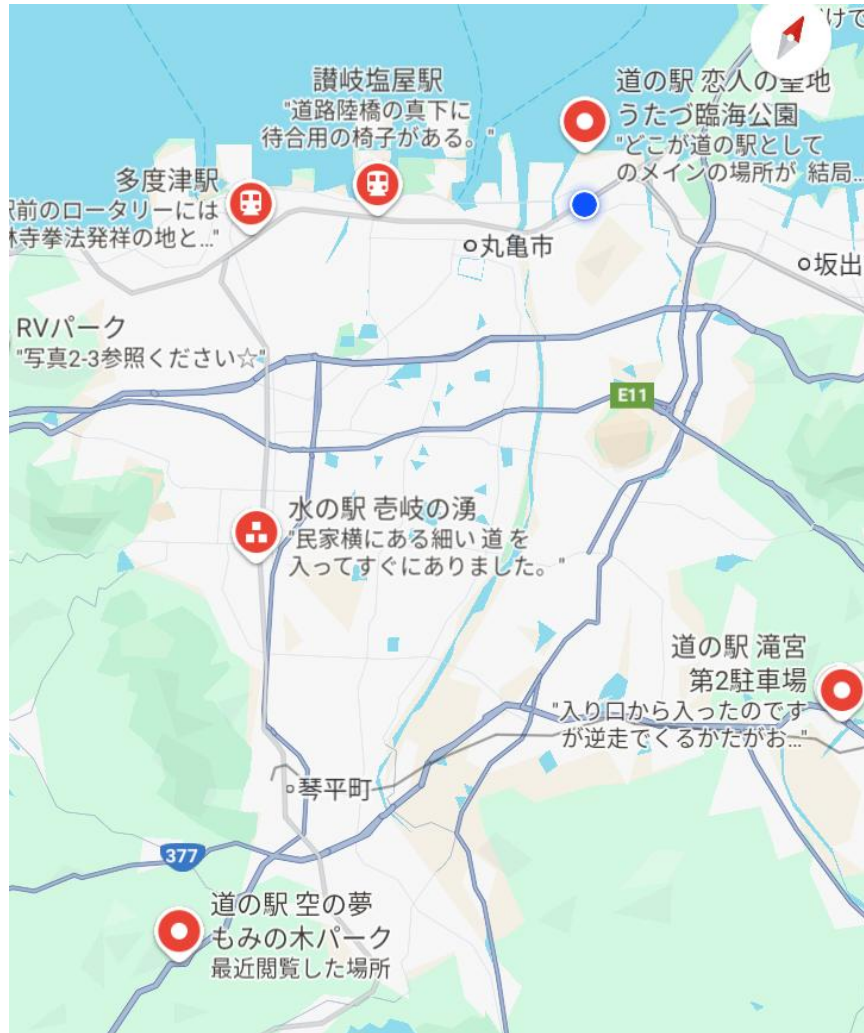 けて
讃岐塩屋駅
"道路陸橋の真下に
待合用の椅子がある。"
道の駅 恋人の聖地
うたづ臨海公園
"どこが道の駅として
のメインの場所が 結局...
多度津駅
駅前のロータリーには
林寺拳法発祥の地と..."
丸亀市
坂出
RVパーク
"写真2-3参照ください☆"
E11
水の駅 壱岐の湧
"民家横にある細い 道 を
入ってすぐにありました。"
道の駅 滝宮
第2駐車場
"入り口から入ったのです
が逆走でくるかたがお..."
琴平町
377
道の駅 空の夢
もみの木パーク
最近閲覧した場所